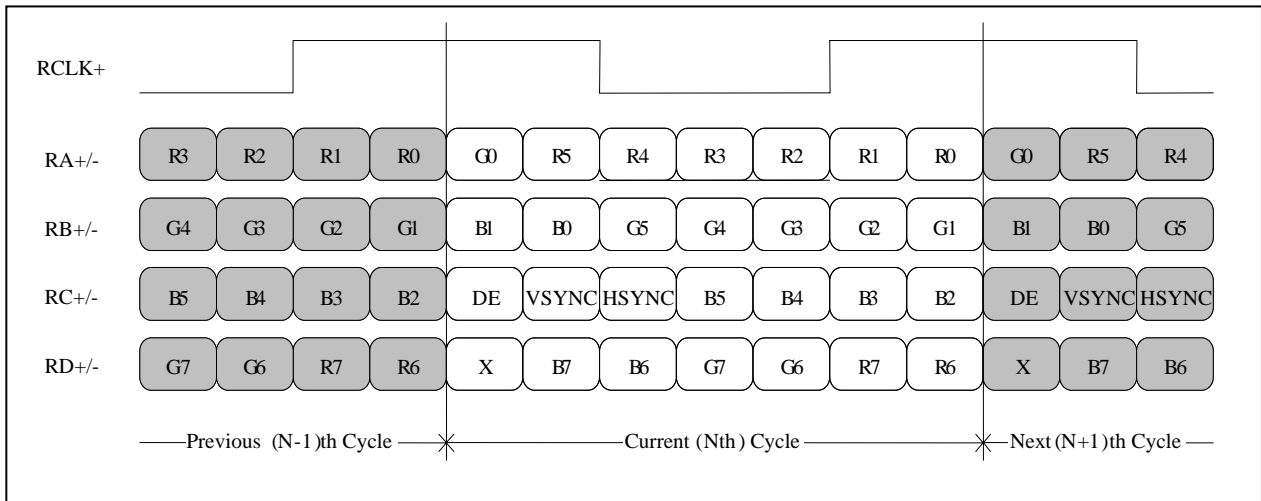 RCLK+
RA+/- R3 R2 R1 R0 G0 R5 R4 R3 R2 R1 R0 G0 R5 R4
RB+/- G4 G3 G2 G1 B1 B0 G5 G4 G3 G2 G1 B1 B0 G5
RC+/- B5 B4 B3 B2 DE VSYNC HSYNC B5 B4 B3 B2 DE VSYNC HSYNC
RD+/- G7 G6 R7 R6 X B7 B6 G7 G6 R7 R6 X B7 B6
Previous (N-1)th Cycle Current (Nth) Cycle Next (N+1)th Cycle